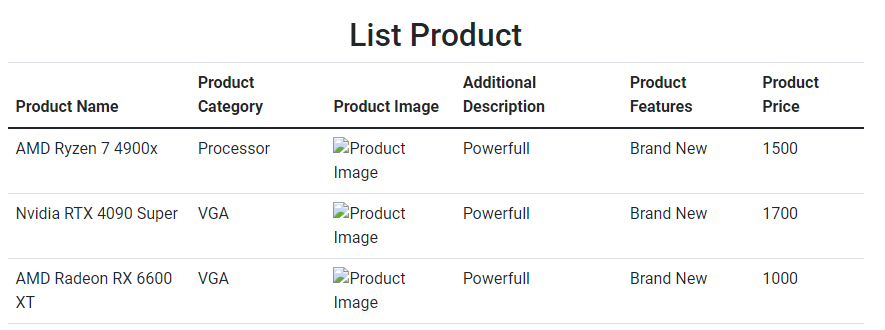 List Product
Product Name
Product
Category
Product Image
Additional
Description
Product
Features
Product
Price
AMD Ryzen 7 4900x
Processor
Product
Image
Powerfull
Brand New
1500
Nvidia RTX 4090 Super
VGA
Product
Image
Powerfull
Brand New
1700
AMD Radeon RX 6600
XT
VGA
Product
Image
Powerfull
Brand New
1000